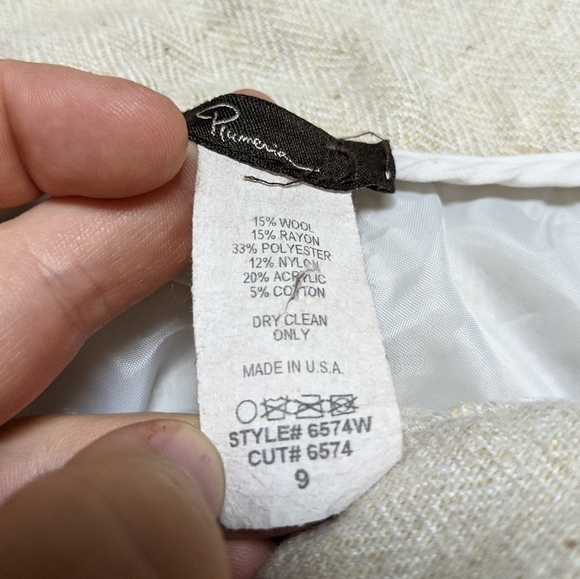 Plumeria
15% WOOL
15% RAYON
33% POLYESTER
12% NYLON
20% ACRYLIC
5% COTTON
DRY CLEAN
ONLY
MADE IN U.S.A.
STYLE# 6574W
CUT# 6574
9